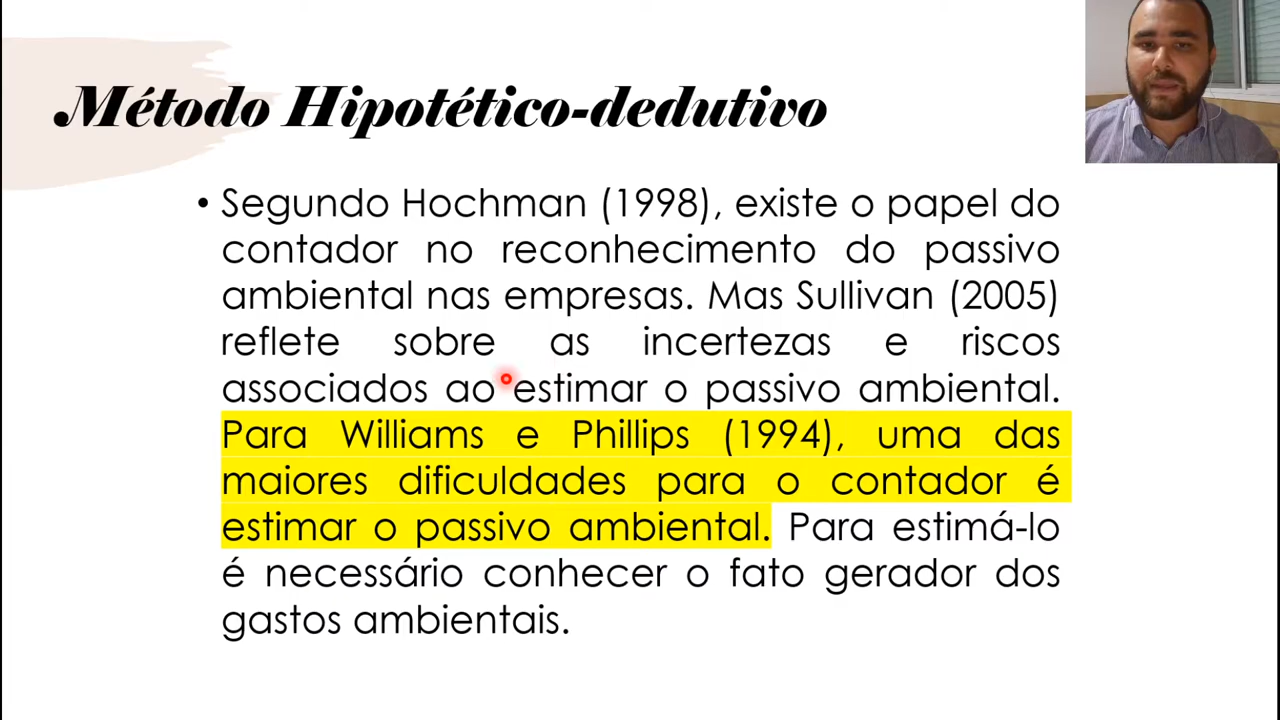 Método Hipotético-dedutivo
• Segundo Hochman (1998), existe o papel do
contador no reconhecimento do passivo
ambiental nas empresas. Mas Sullivan (2005)
reflete sobre as incertezas e riscos
associados ao estimar o passivo ambiental.
Para Williams e Phillips (1994), uma das
maiores dificuldades para o contador é
estimar o passivo ambiental. Para estimá-lo
é necessário conhecer o fato gerador dos
gastos ambientais.